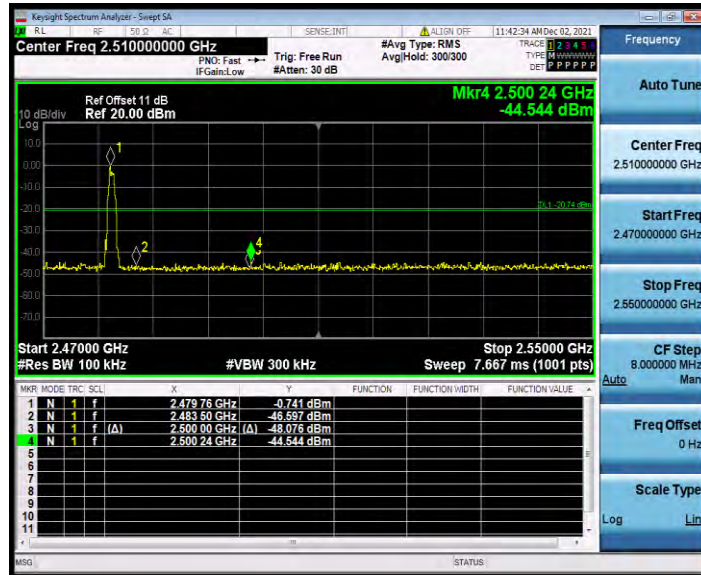 Keysight Spectrum Analyzer - Swept SA
RL RF 50 Ω AC SENSE:INT ALIGN OFF 11:42:34 AM Dec 02, 2021
Center Freq 2.510000000 GHz
PNO: Fast
IFGain:Low
Trig: Free Run
#Atten: 30 dB
#Avg Type: RMS
Avg|Hold: 300/300
TRACE 1 2 3 4 5 6
TYPE M W W W W W
DET P P P P P P
Ref Offset 11 dB
Ref 20.00 dBm
10 dB/div
Log
Mkr4 2.500 24 GHz
-44.544 dBm
10.0
0.00
-10.0
-20.0
-30.0
-40.0
-50.0
-60.0
-70.0
1
2
4
3
DL1 -20.74 dBm
Start 2.47000 GHz
Stop 2.55000 GHz
#Res BW 100 kHz
#VBW 300 kHz
Sweep 7.667 ms (1001 pts)
MKR MODE TRC SCL X Y FUNCTION FUNCTION WIDTH FUNCTION VALUE
1 N 1 f 2.479 76 GHz -0.741 dBm
2 N 1 f 2.483 50 GHz -46.597 dBm
3 N 1 f (Δ) 2.500 00 GHz (Δ) -48.076 dBm
4 N 1 f 2.500 24 GHz -44.544 dBm
5
6
7
8
9
10
11
MSG
STATUS
Frequency
Auto Tune
Center Freq
2.510000000 GHz
Start Freq
2.470000000 GHz
Stop Freq
2.550000000 GHz
CF Step
8.000000 MHz
Auto Man
Freq Offset
0 Hz
Scale Type
Log Lin